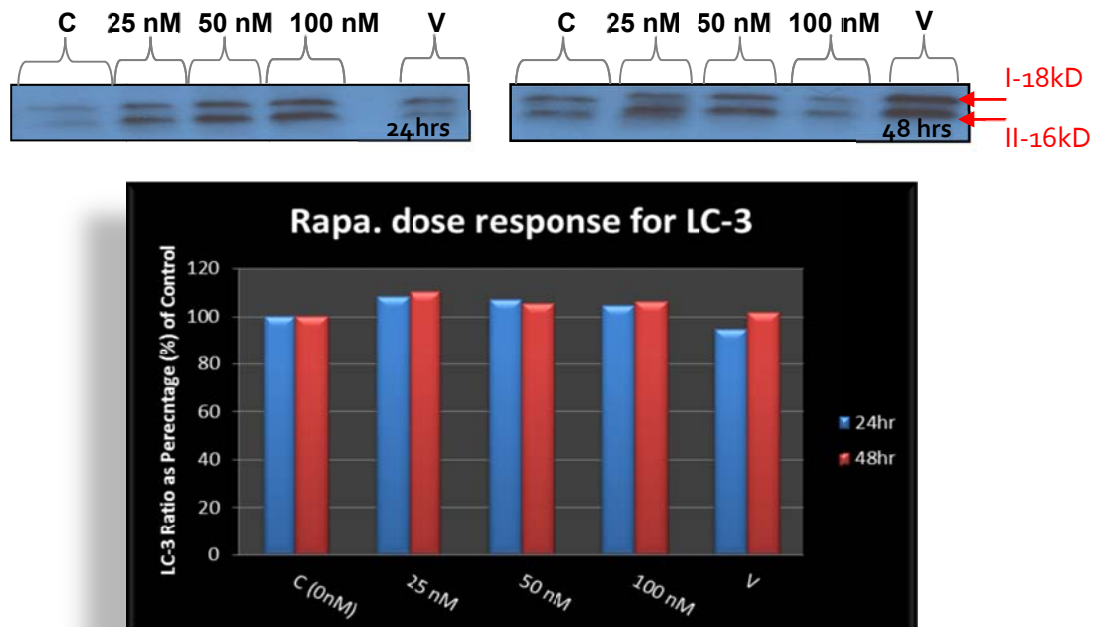 C 25 nM 50 nM 100 nM V
C 25 nM 50 nM 100 nM V
24hrs
48 hrs
I-18kD
II-16kD
Rapa. dose response for LC-3
LC-3 Ratio as Perecntage (%) of Control
120
100
80
60
40
20
0
C (0nM)
25 nM
50 nM
100 nM
V
24hr
48hr